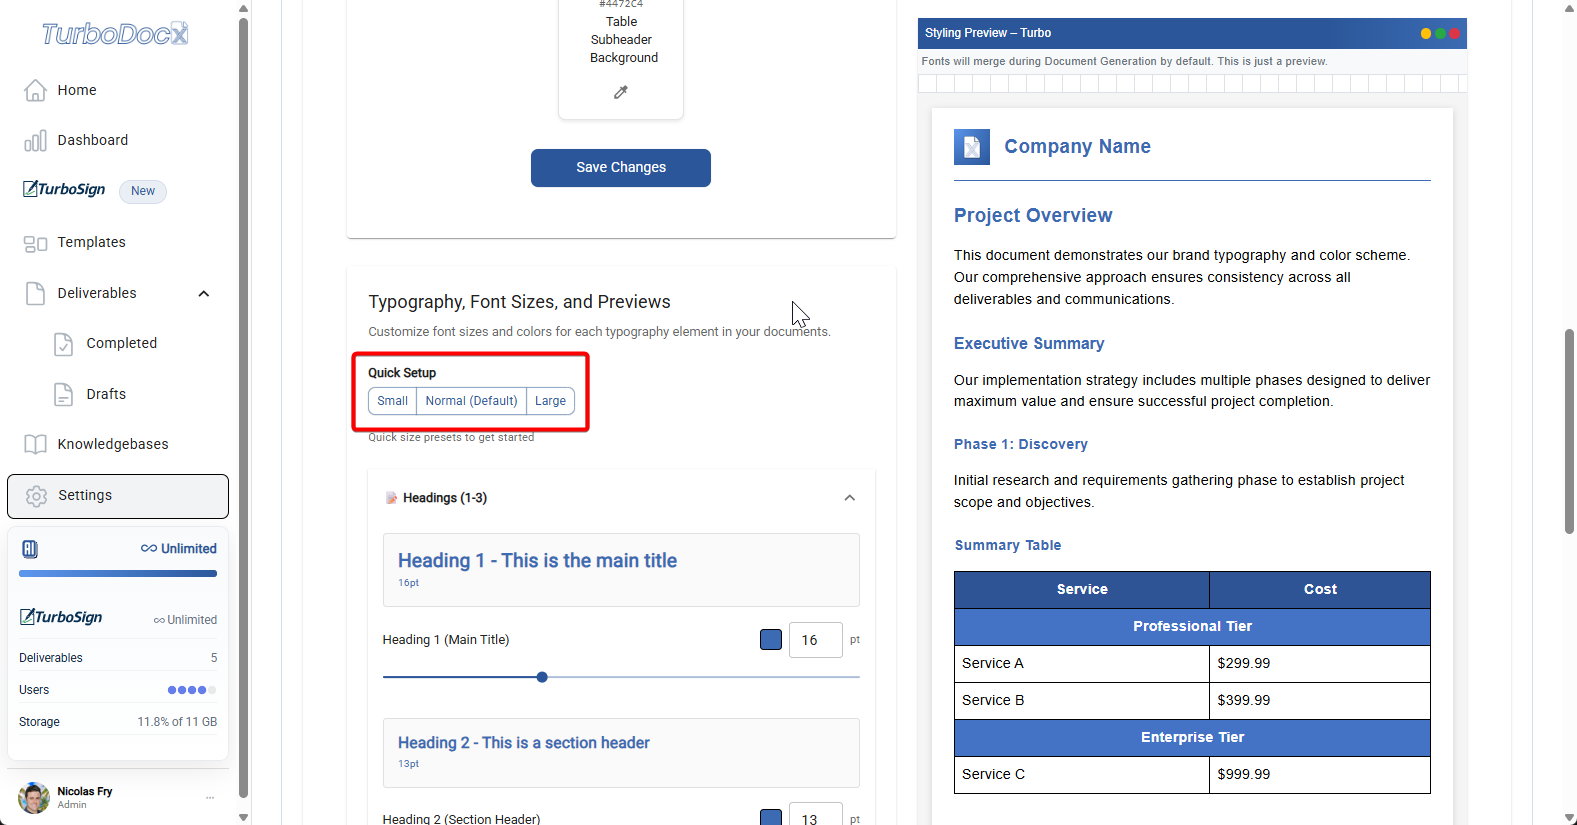 TurboDocX
Home
Dashboard
TurboSign New
Templates
Deliverables
Completed
Drafts
Knowledgebases
Settings
AI Unlimited
TurboSign Unlimited
Deliverables 5
Users
Storage 11.8% of 11 GB
Nicolas Fry
Admin
...
#4472C4
Table
Subheader
Background
Save Changes
Typography, Font Sizes, and Previews
Customize font sizes and colors for each typography element in your documents.
Quick Setup
Small Normal (Default) Large
Quick size presets to get started
Headings (1-3)
Heading 1 - This is the main title
16pt
Heading 1 (Main Title) 16 pt
Heading 2 - This is a section header
13pt
Heading 2 (Section Header) 13 pt
Styling Preview – Turbo
Fonts will merge during Document Generation by default. This is just a preview.
Company Name
Project Overview
This document demonstrates our brand typography and color scheme.
Our comprehensive approach ensures consistency across all
deliverables and communications.
Executive Summary
Our implementation strategy includes multiple phases designed to deliver
maximum value and ensure successful project completion.
Phase 1: Discovery
Initial research and requirements gathering phase to establish project
scope and objectives.
Summary Table
Service Cost
Professional Tier
Service A $299.99
Service B $399.99
Enterprise Tier
Service C $999.99